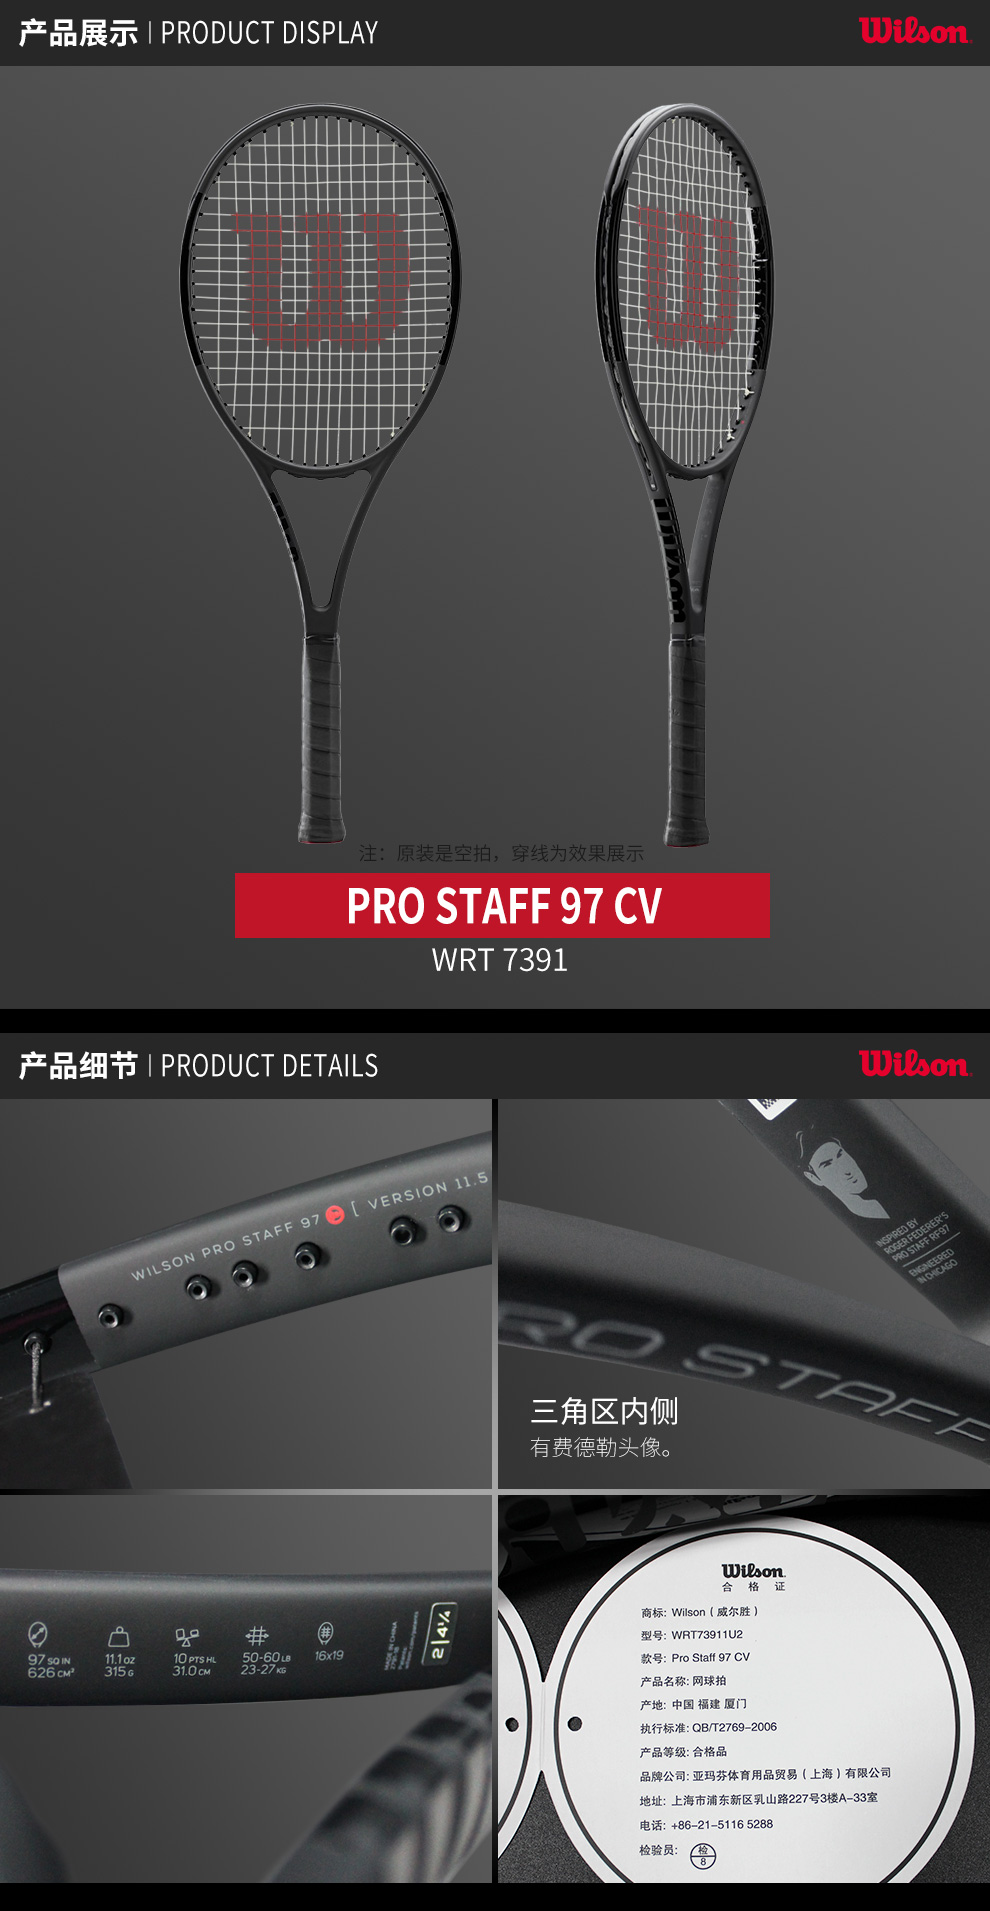 产品展示 | PRODUCT DISPLAY
Wilson
注：原装是空拍，穿线为效果展示
PRO STAFF 97 CV
WRT 7391
产品细节 | PRODUCT DETAILS
Wilson
WILSON PRO STAFF 97 [ VERSION 11.5
INSPIRED BY
ROGER FEDERER'S
PRO STAFF RF97
ENGINEERED
IN CHICAGO
RO STAFF
三角区内侧
有费德勒头像。
97 SQ IN
626 CM²
11.1 OZ
315 G
10 PTS HL
31.0 CM
50-60 LB
23-27 KG
16x19
MADE IN CHINA
2 | 4 1/4
Wilson
合格证
商标: Wilson ( 威尔胜 )
型号: WRT73911U2
款号: Pro Staff 97 CV
产品名称: 网球拍
产地: 中国 福建 厦门
执行标准: QB/T2769-2006
产品等级: 合格品
品牌公司: 亚玛芬体育用品贸易 ( 上海 ) 有限公司
地址: 上海市浦东新区乳山路227号3楼A-33室
电话: +86-21-5116 5288
检验员: 检 8